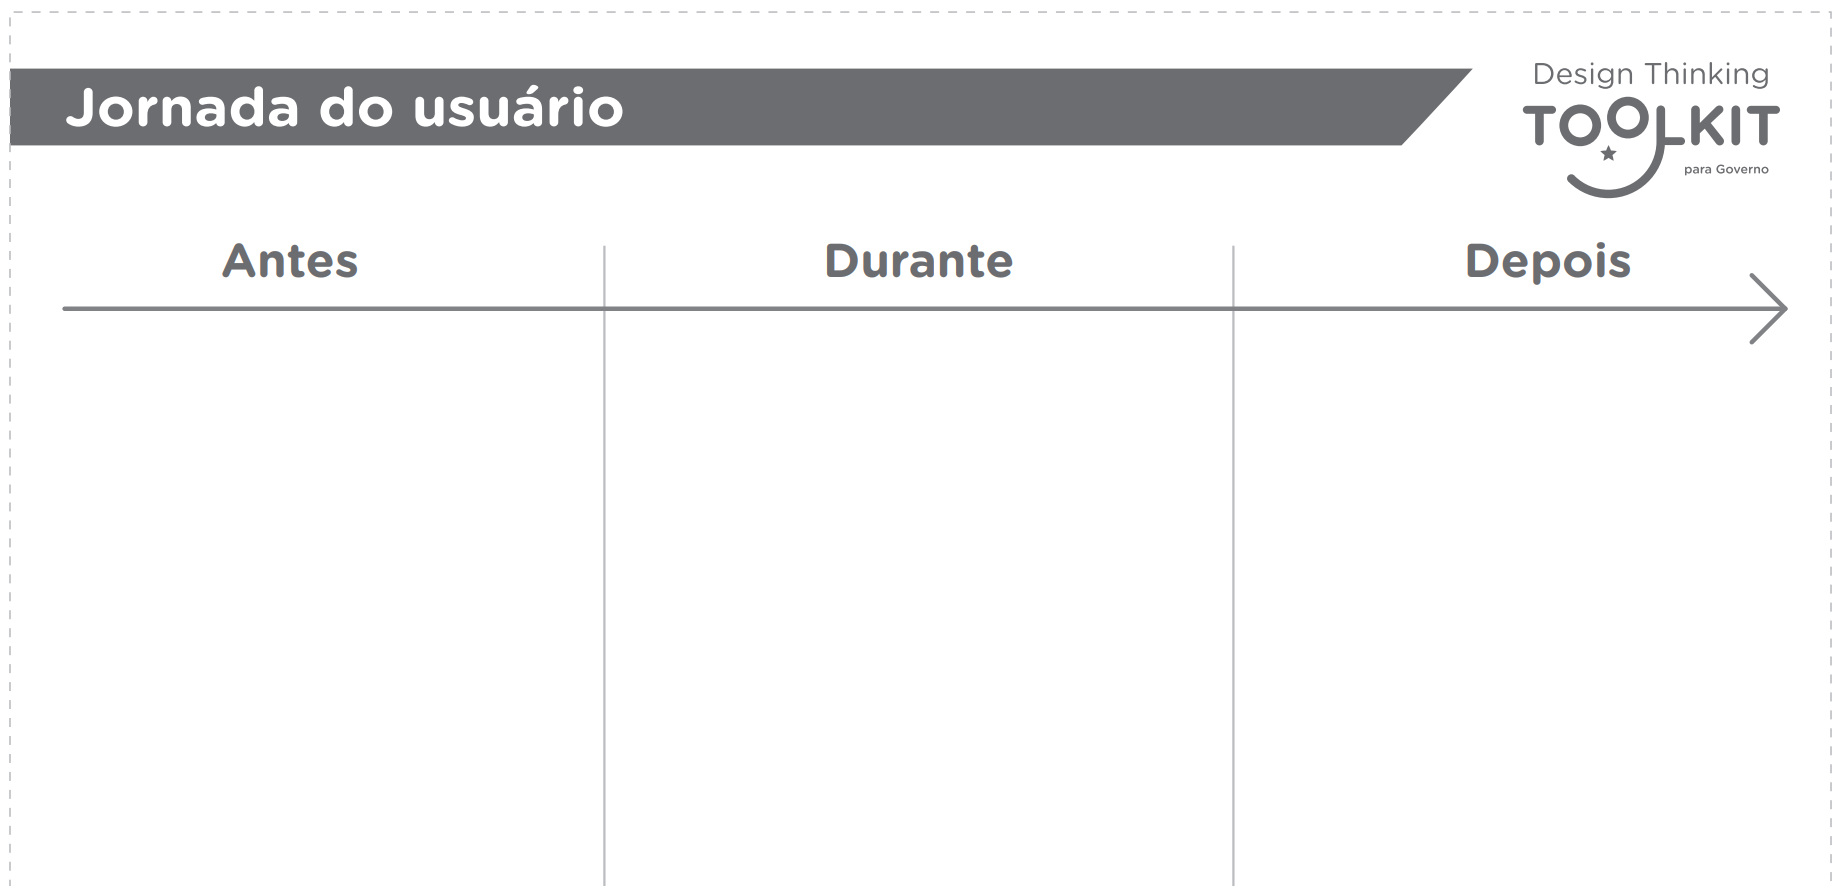 Jornada do usuário
Design Thinking
TOOLKIT
para Governo
Antes
Durante
Depois